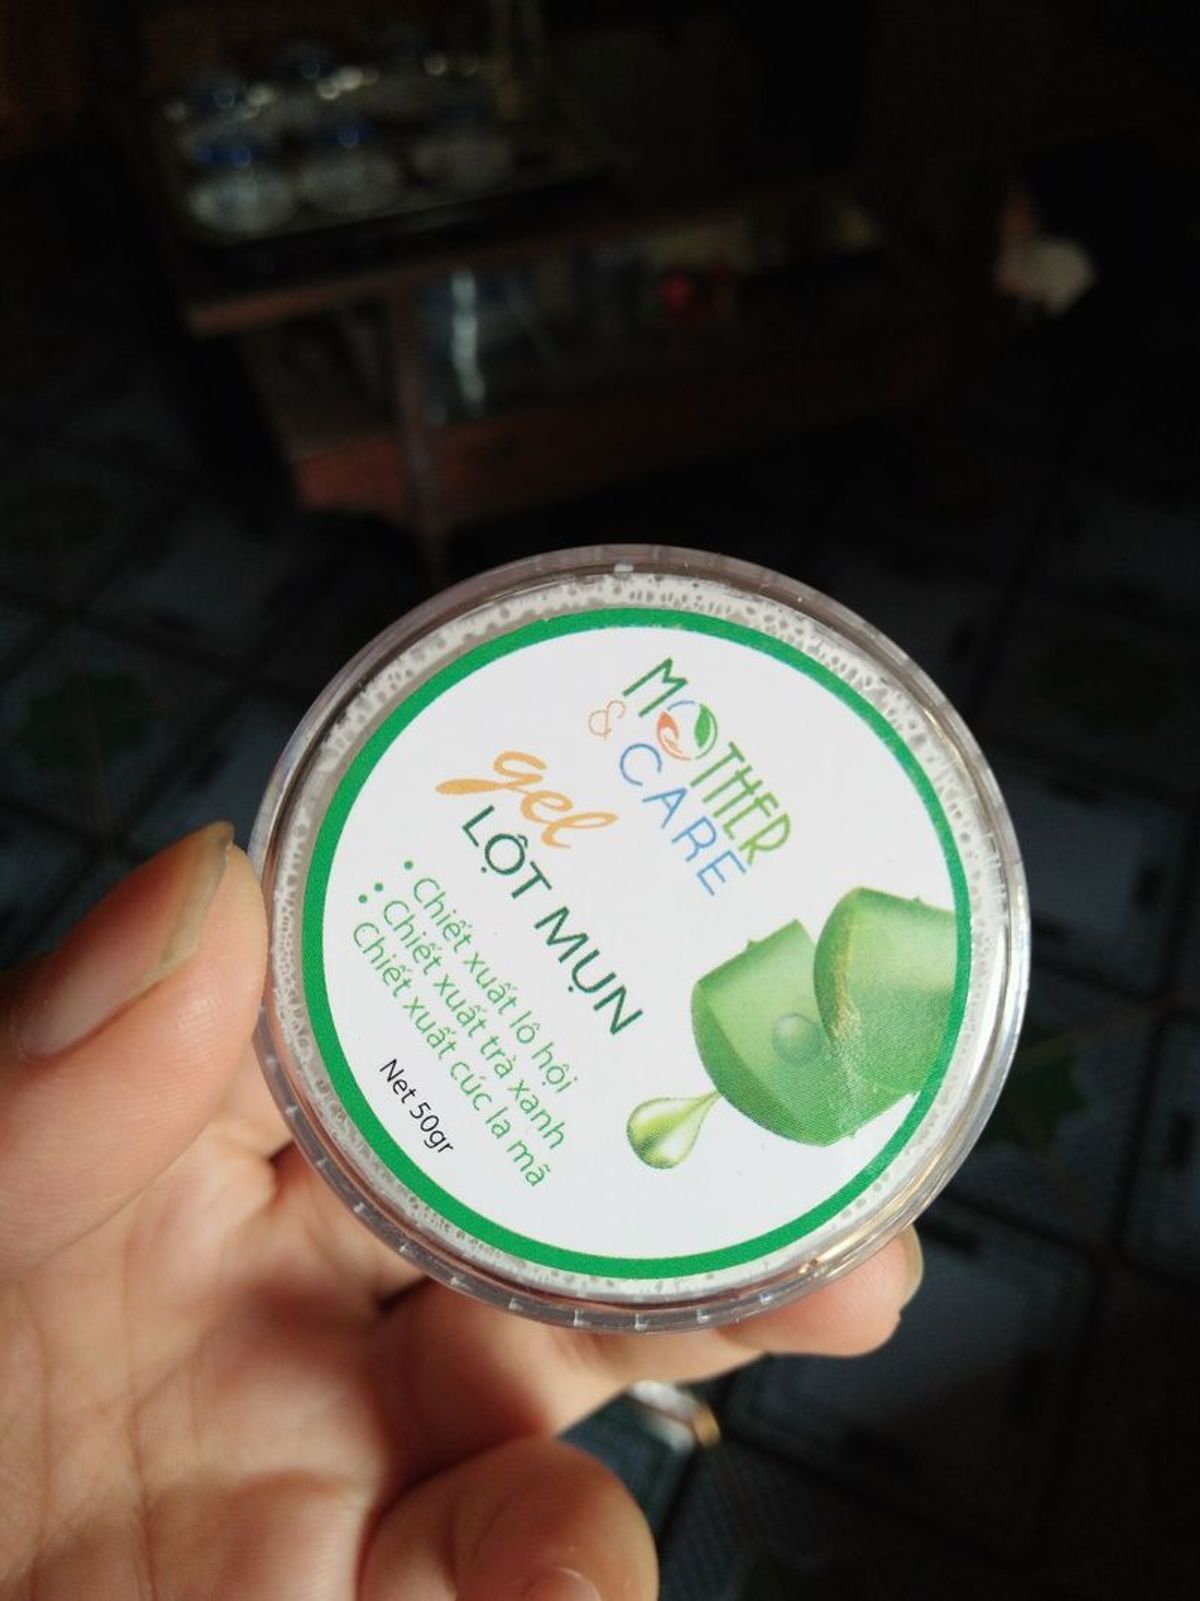 MOTHER
& CARE
gel
LỘT MỤN
• Chiết xuất lô hội
• Chiết xuất trà xanh
• Chiết xuất cúc la mã
Net 50gr